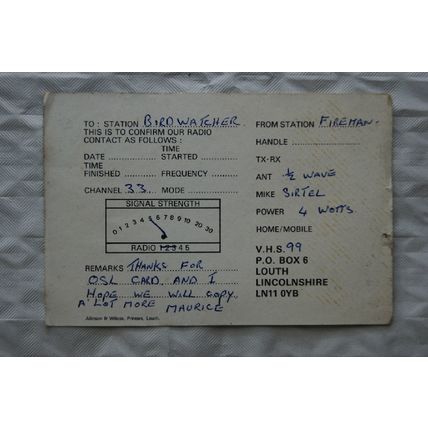 TO: STATION BIRDWATCHER.
THIS IS TO CONFIRM OUR RADIO
CONTACT AS FOLLOWS:
TIME
DATE STARTED
TIME
FINISHED FREQUENCY
CHANNEL 33. MODE
SIGNAL STRENGTH
0 1 2 3 4 5 6 7 8 9 10 20 30
RADIO 1 2 3 4 5
REMARKS THANKS FOR
QSL CARD AND I
HOPE WE WILL COPY
A LOT MORE MAURICE
Allinson & Wilcox, Printers, Louth.
FROM STATION FIREMAN.
HANDLE
TX-RX
ANT ½ WAVE
MIKE SIRTEL
POWER 4 WATTS.
HOME/MOBILE
V.H.S. 99
P.O. BOX 6
LOUTH
LINCOLNSHIRE
LN11 0YB